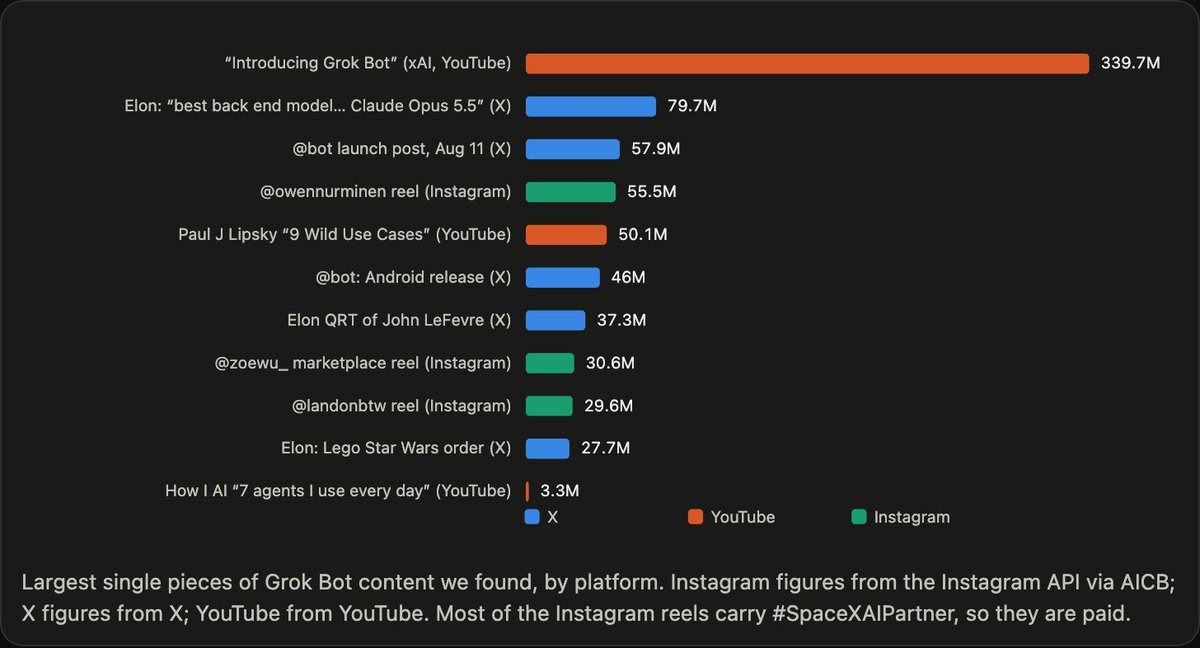 “Introducing Grok Bot” (xAI, YouTube) 339.7M
Elon: “best back end model... Claude Opus 5.5” (X) 79.7M
@bot launch post, Aug 11 (X) 57.9M
@owennurminen reel (Instagram) 55.5M
Paul J Lipsky “9 Wild Use Cases” (YouTube) 50.1M
@bot: Android release (X) 46M
Elon QRT of John LeFevre (X) 37.3M
@zoewu_ marketplace reel (Instagram) 30.6M
@landonbtw reel (Instagram) 29.6M
Elon: Lego Star Wars order (X) 27.7M
How I AI “7 agents I use every day” (YouTube) 3.3M
X YouTube Instagram
Largest single pieces of Grok Bot content we found, by platform. Instagram figures from the Instagram API via AICB;
X figures from X; YouTube from YouTube. Most of the Instagram reels carry #SpaceXAIPartner, so they are paid.